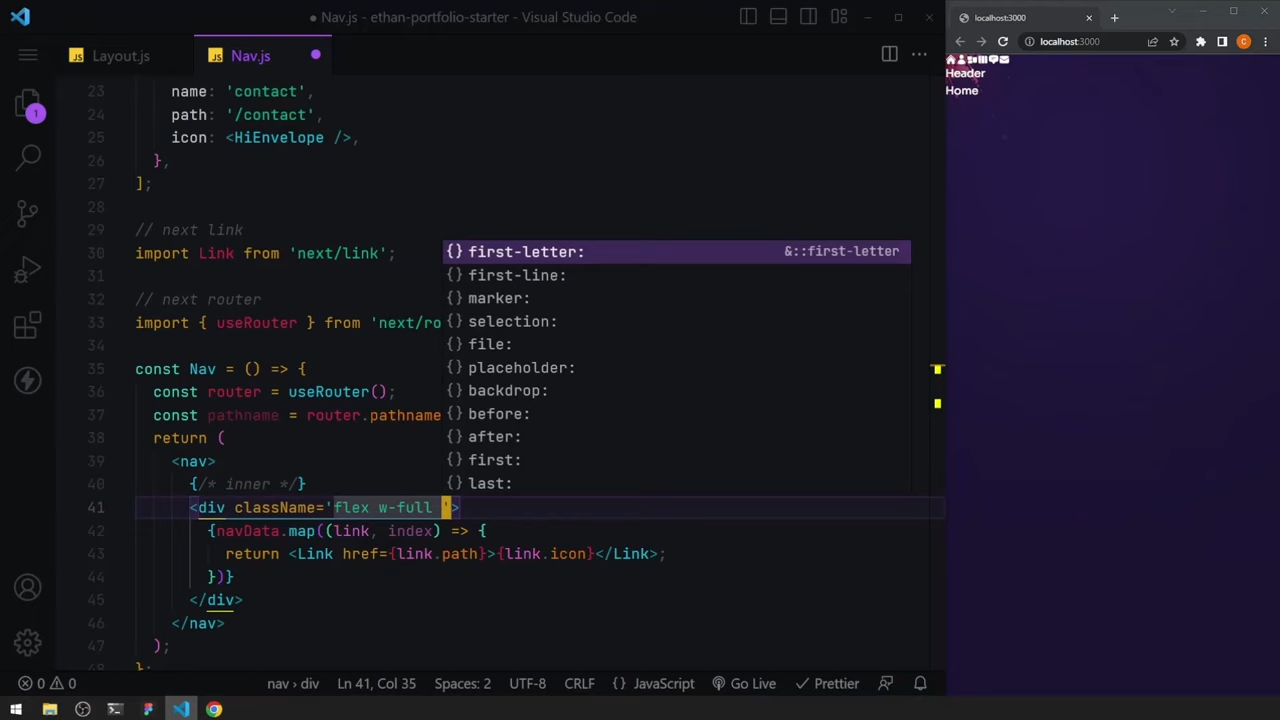 ● Nav.js - ethan-portfolio-starter - Visual Studio Code
JS Layout.js
JS Nav.js
1
23 name: 'contact',
24 path: '/contact',
25 icon: <HiEnvelope />,
26 },
27 ];
28
29 // next link
30 import Link from 'next/link';
31
32 // next router
33 import { useRouter } from 'next/ro
34
35 const Nav = () => {
36 const router = useRouter();
37 const pathname = router.pathname
38 return (
39 <nav>
40 {/* inner */}
41 <div className='flex w-full '>
42 {navData.map((link, index) => {
43 return <Link href={link.path}>{link.icon}</Link>;
44 })}
45 </div>
46 </nav>
47 );
48 };
{} first-letter: &::first-letter
{} first-line:
{} marker:
{} selection:
{} file:
{} placeholder:
{} backdrop:
{} before:
{} after:
{} first:
{} last:
0 0 nav > div Ln 41, Col 35 Spaces: 2 UTF-8 CRLF {} JavaScript Go Live Prettier
localhost:3000
localhost:3000
C
Header
Home